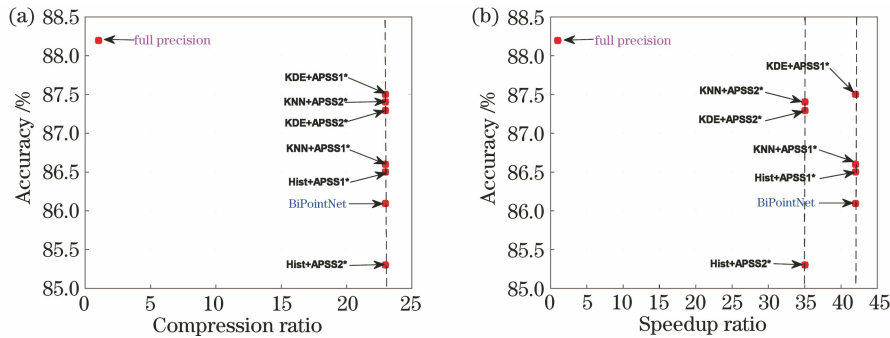 (a)
88.5
88.0
87.5
87.0
86.5
86.0
85.5
85.0
Accuracy /%
full precision
KDE+APSS1*
KNN+APSS2*
KDE+APSS2*
KNN+APSS1*
Hist+APSS1*
BiPointNet
Hist+APSS2*
0 5 10 15 20 25
Compression ratio
(b)
88.5
88.0
87.5
87.0
86.5
86.0
85.5
85.0
Accuracy /%
full precision
KDE+APSS1*
KNN+APSS2*
KDE+APSS2*
KNN+APSS1*
Hist+APSS1*
BiPointNet
Hist+APSS2*
0 5 10 15 20 25 30 35 40 45
Speedup ratio